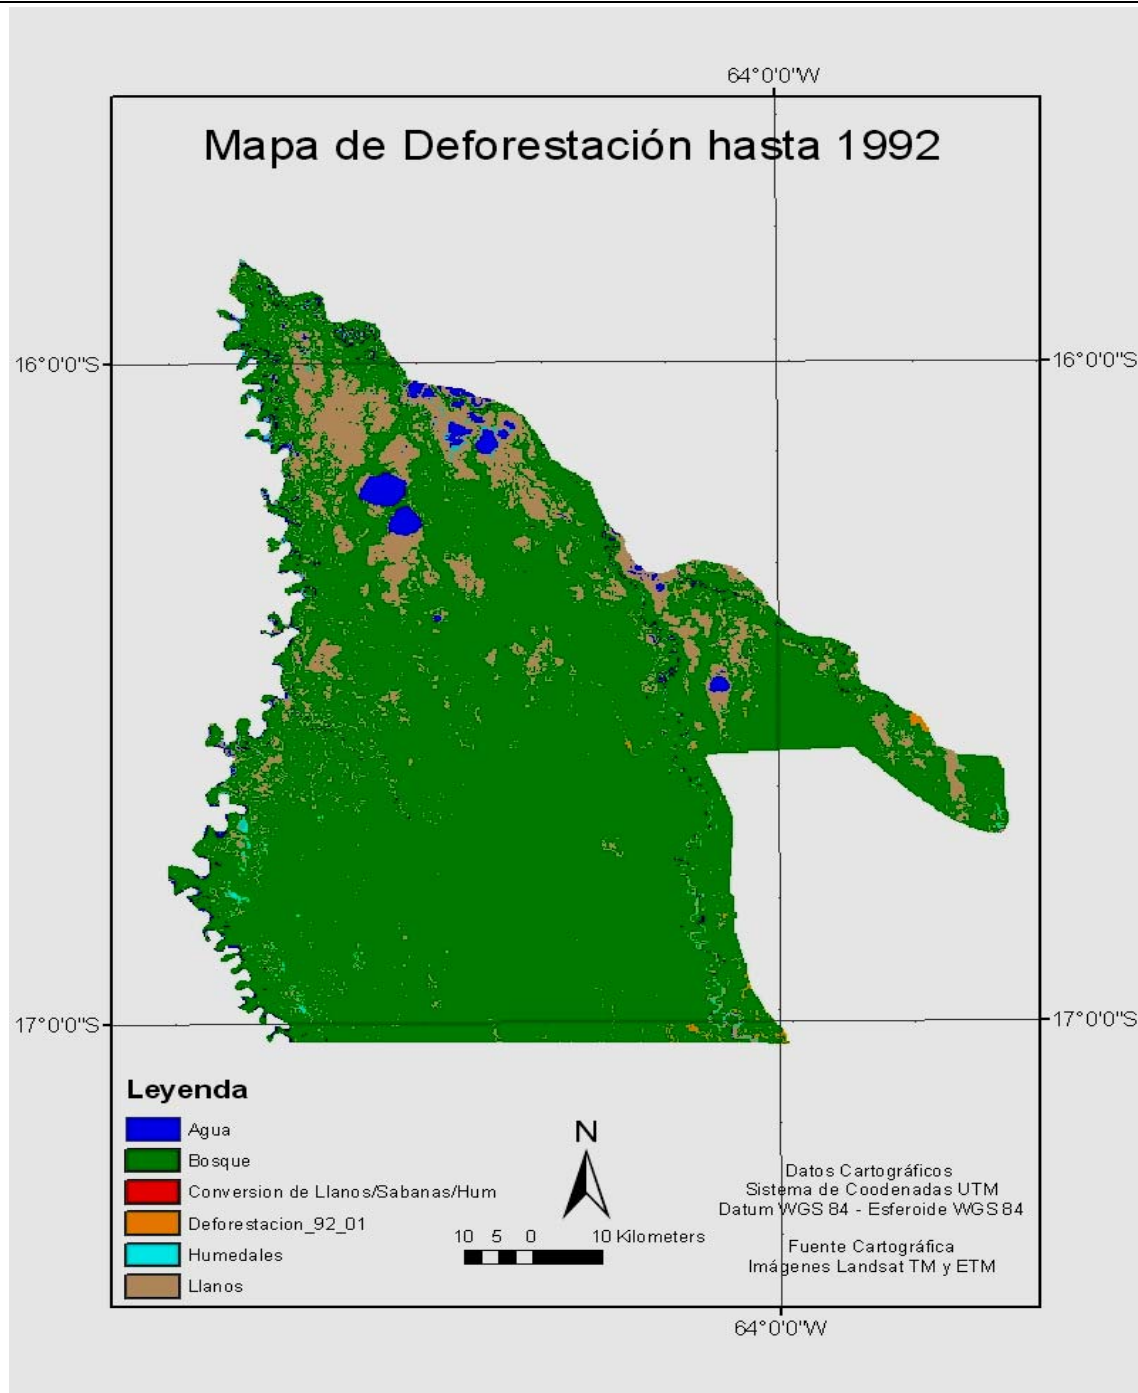 64°0'0"W
Mapa de Deforestación hasta 1992
16°0'0"S
16°0'0"S
17°0'0"S
17°0'0"S
Leyenda
Agua
Bosque
Conversion de Llanos/Sabanas/Hum
Deforestacion_92_01
Humedales
Llanos
N
10 5 0 10 Kilometers
Datos Cartográficos
Sistema de Coodenadas UTM
Datum WGS 84 - Esferoide WGS 84
Fuente Cartográfica
Imágenes Landsat TM y ETM
64°0'0"W